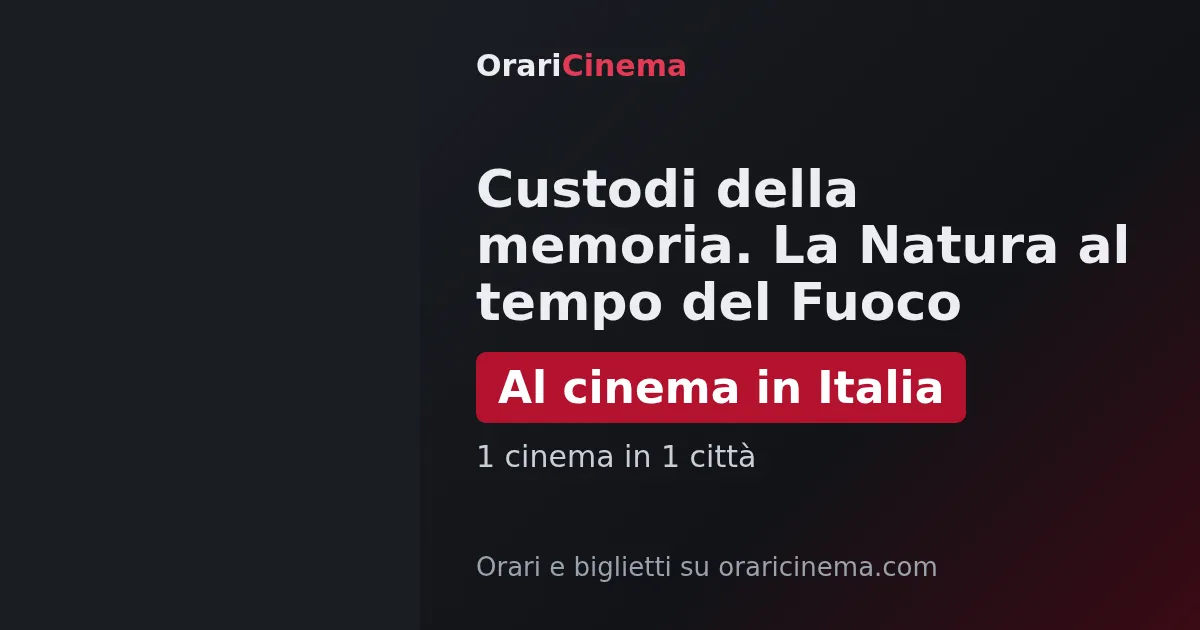 OrariCinema
Custodi della
memoria. La Natura al
tempo del Fuoco
Al cinema in Italia
1 cinema in 1 città
Orari e biglietti su oraricinema.com